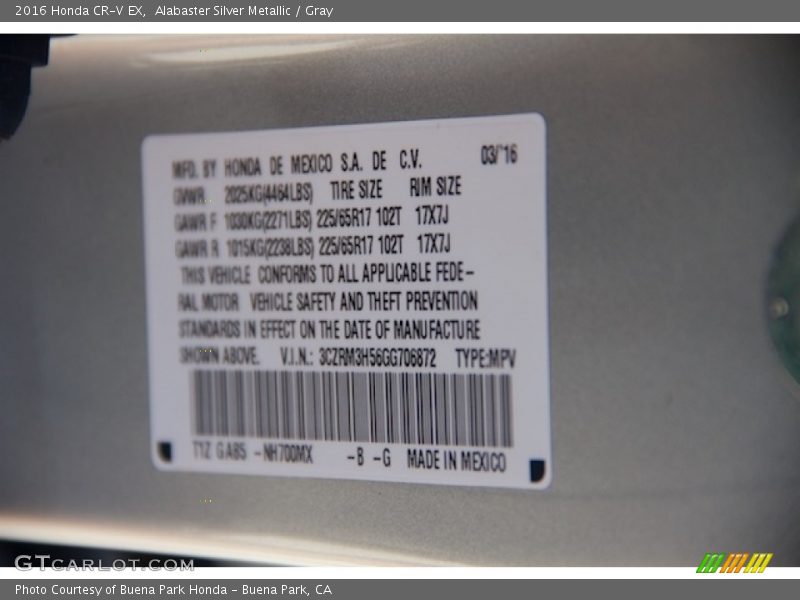 2016 Honda CR-V EX,  Alabaster Silver Metallic / Gray
MFD. BY HONDA DE MEXICO S.A. DE C.V. 03/'16
GVWR 2025KG(4464LBS) TIRE SIZE RIM SIZE
GAWR F 1030KG(2271LBS) 225/65R17 102T 17X7J
GAWR R 1015KG(2238LBS) 225/65R17 102T 17X7J
THIS VEHICLE CONFORMS TO ALL APPLICABLE FEDE-
RAL MOTOR VEHICLE SAFETY AND THEFT PREVENTION
STANDARDS IN EFFECT ON THE DATE OF MANUFACTURE
SHOWN ABOVE. V.I.N.: 3CZRM3H56GG706872 TYPE:MPV
T1Z GA85 -NH700MX -B -G MADE IN MEXICO
GTCARLOT.COM
Photo Courtesy of Buena Park Honda - Buena Park, CA